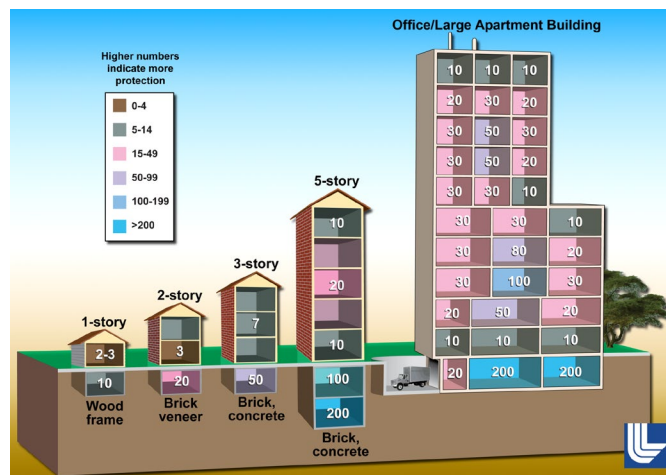 Office/Large Apartment Building
Higher numbers
indicate more
protection
0-4
5-14
15-49
50-99
100-199
>200
10 10 10
20 30 20
30 50 30
30 50 20
30 30 10
30 30 10
30 80 20
30 100 30
20 50 20
10 10 10
20 200 200
5-story
10
20
10
100
200
Brick,
concrete
3-story
7
50
Brick,
concrete
2-story
3
20
Brick
veneer
1-story
2-3
10
Wood
frame